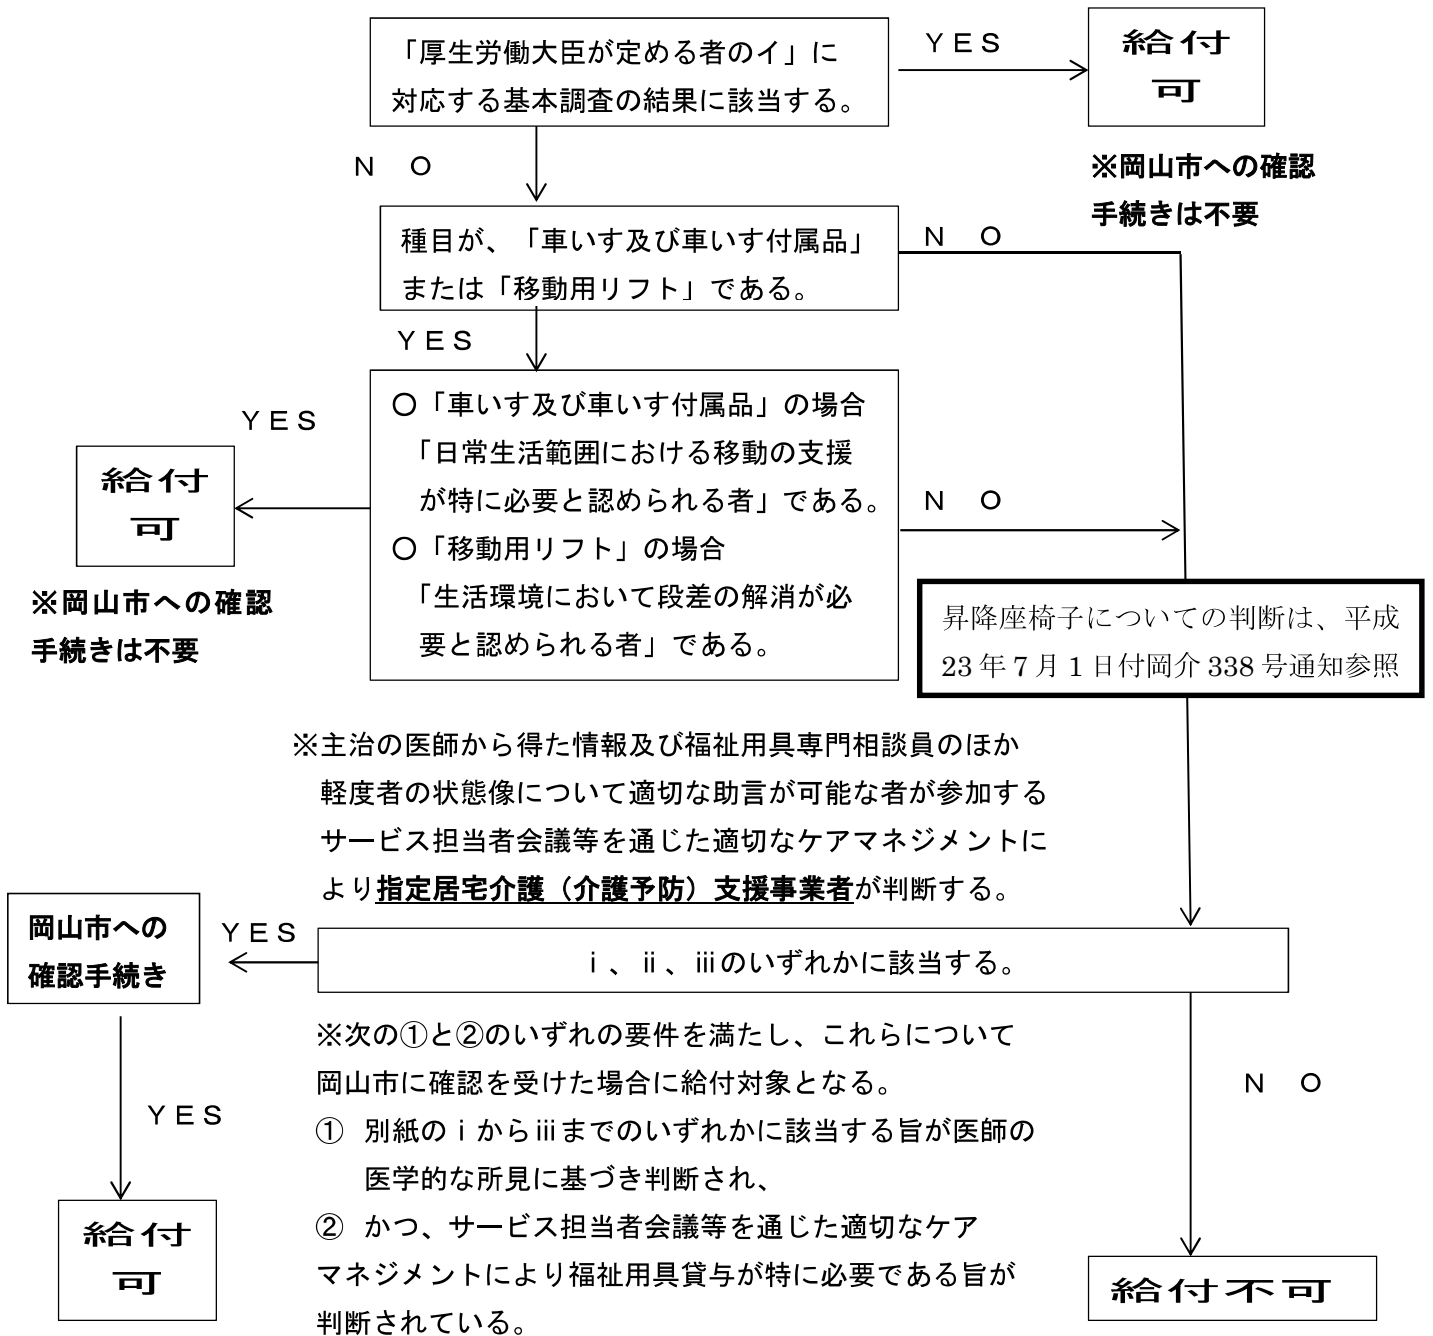 「厚生労働大臣が定める者のイ」に
対応する基本調査の結果に該当する。
ＹＥＳ
給付
可
※岡山市への確認
手続きは不要
Ｎ　Ｏ
種目が、「車いす及び車いす付属品」
または「移動用リフト」である。
Ｎ　Ｏ
ＹＥＳ
〇「車いす及び車いす付属品」の場合
「日常生活範囲における移動の支援
が特に必要と認められる者」である。
〇「移動用リフト」の場合
「生活環境において段差の解消が必
要と認められる者」である。
ＹＥＳ
給付
可
※岡山市への確認
手続きは不要
Ｎ　Ｏ
昇降座椅子についての判断は、平成
23 年 7 月 1 日付岡介 338 号通知参照
※主治の医師から得た情報及び福祉用具専門相談員のほか
軽度者の状態像について適切な助言が可能な者が参加する
サービス担当者会議等を通じた適切なケアマネジメントに
より指定居宅介護（介護予防）支援事業者が判断する。
ⅰ、ⅱ、ⅲのいずれかに該当する。
ＹＥＳ
岡山市への
確認手続き
※次の①と②のいずれの要件を満たし、これらについて
岡山市に確認を受けた場合に給付対象となる。
①　別紙のⅰからⅲまでのいずれかに該当する旨が医師の
医学的な所見に基づき判断され、
②　かつ、サービス担当者会議等を通じた適切なケア
マネジメントにより福祉用具貸与が特に必要である旨が
判断されている。
ＹＥＳ
給付
可
Ｎ　Ｏ
給付不可